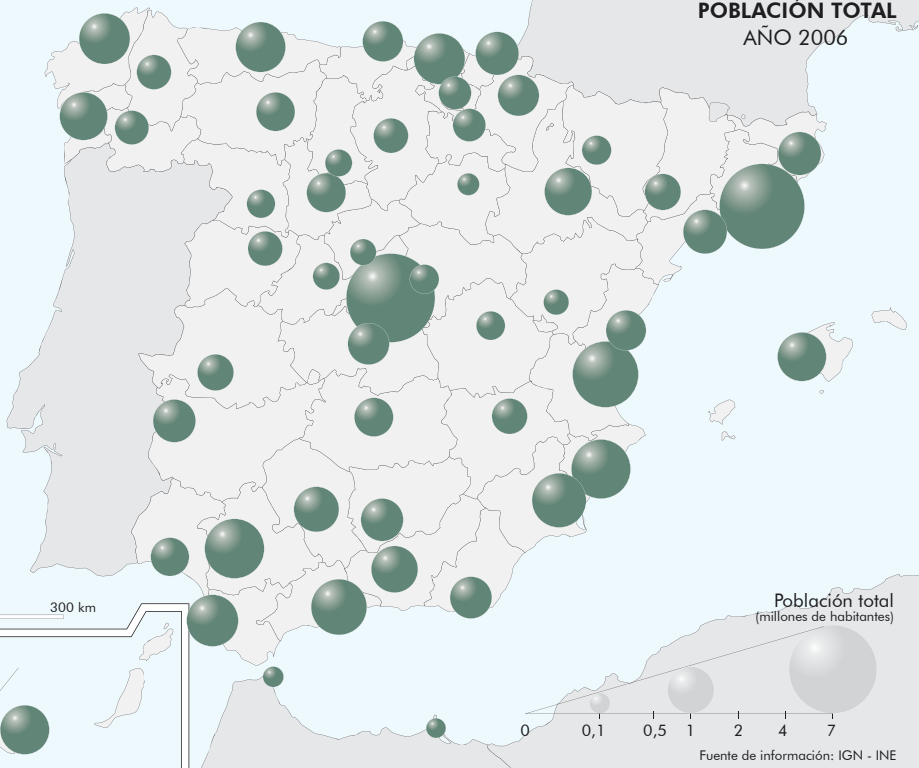 POBLACIÓN TOTAL
AÑO 2006
300 km
Población total
(millones de habitantes)
0 0,1 0,5 1 2 4 7
Fuente de información: IGN - INE